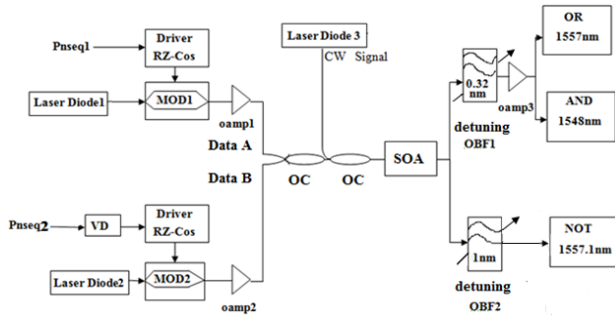 Pnseq1
Driver
RZ-Cos
Laser Diode1
MOD1
oamp1
Laser Diode 3
CW Signal
Data A
Data B
OC
OC
SOA
0.32
nm
oamp3
detuning
OBF1
OR
1557nm
AND
1548nm
Pnseq2
VD
Driver
RZ-Cos
Laser Diode2
MOD2
oamp2
1nm
detuning
OBF2
NOT
1557.1nm